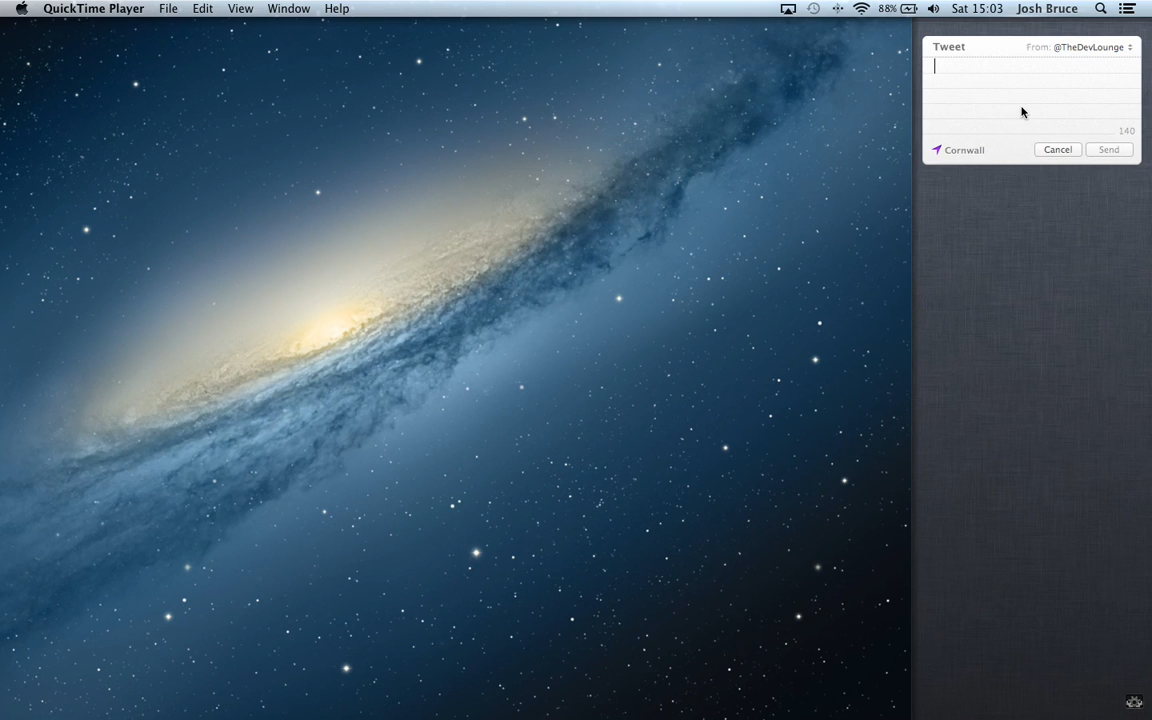 QuickTime Player File Edit View Window Help 88% Sat 15:03 Josh Bruce
Tweet From: @TheDevLounge
140
Cornwall Cancel Send